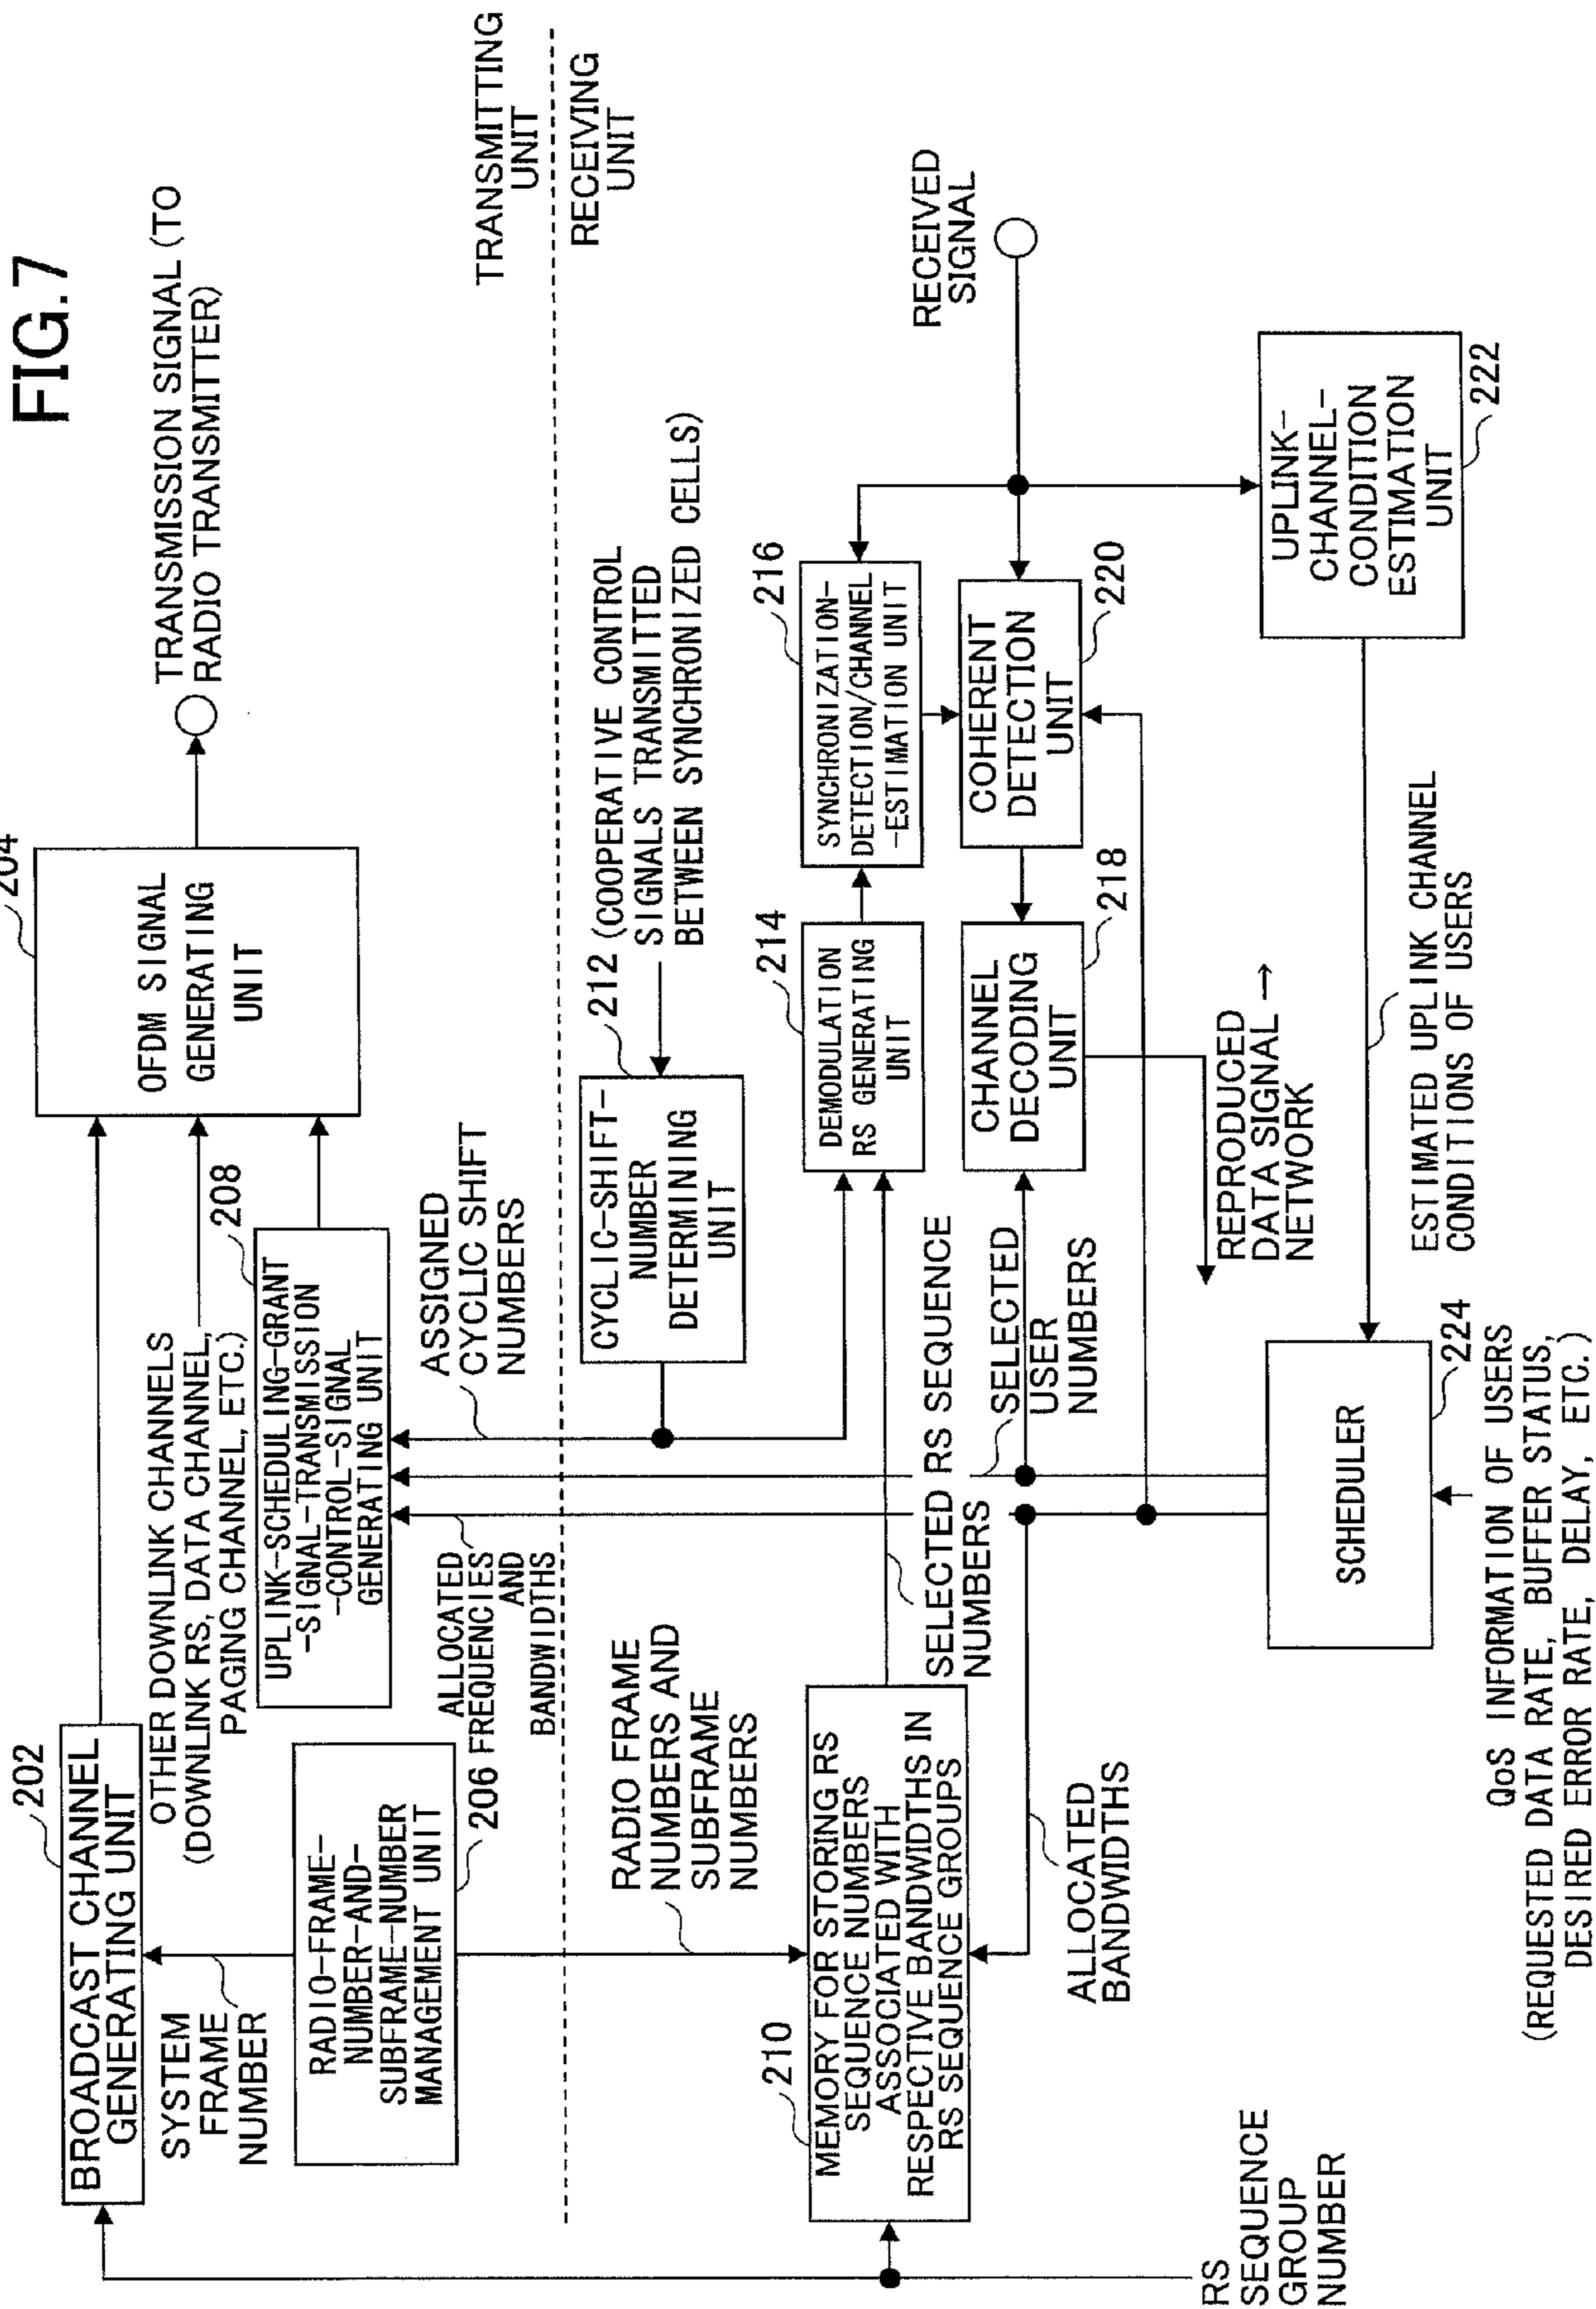 FIG.7
204
OFDM SIGNAL
GENERATING
UNIT
TRANSMISSION SIGNAL (TO
RADIO TRANSMITTER)
202
BROADCAST CHANNEL
GENERATING UNIT
OTHER DOWNLINK CHANNELS
(DOWNLINK RS, DATA CHANNEL,
PAGING CHANNEL, ETC.)
208
UPLINK-SCHEDULING-GRANT
-SIGNAL-TRANSMISSION
-CONTROL-SIGNAL
GENERATING UNIT
SYSTEM
FRAME
NUMBER
RADIO-FRAME-
NUMBER-AND-
SUBFRAME-NUMBER
MANAGEMENT UNIT
206
ALLOCATED
FREQUENCIES
AND
BANDWIDTHS
ASSIGNED
CYCLIC SHIFT
NUMBERS
TRANSMITTING
UNIT
RECEIVING
UNIT
212
(COOPERATIVE CONTROL
SIGNALS TRANSMITTED
BETWEEN SYNCHRONIZED CELLS)
CYCLIC-SHIFT-
NUMBER
DETERMINING
UNIT
RADIO FRAME
NUMBERS AND
SUBFRAME
NUMBERS
210
MEMORY FOR STORING RS
SEQUENCE NUMBERS
ASSOCIATED WITH
RESPECTIVE BANDWIDTHS IN
RS SEQUENCE GROUPS
SELECTED RS SEQUENCE
NUMBERS
214
DEMODULATION
RS GENERATING
UNIT
216
SYNCHRONIZATION-
DETECTION/CHANNEL
-ESTIMATION UNIT
RECEIVED
SIGNAL
SELECTED
USER
NUMBERS
CHANNEL
DECODING
UNIT
218
COHERENT
DETECTION
UNIT
220
ALLOCATED
BANDWIDTHS
REPRODUCED
DATA SIGNAL →
NETWORK
UPLINK-
CHANNEL-
CONDITION
ESTIMATION
UNIT
222
RS
SEQUENCE
GROUP
NUMBER
SCHEDULER
224
ESTIMATED UPLINK CHANNEL
CONDITIONS OF USERS
QoS INFORMATION OF USERS
(REQUESTED DATA RATE, BUFFER STATUS,
DESIRED ERROR RATE, DELAY, ETC.)